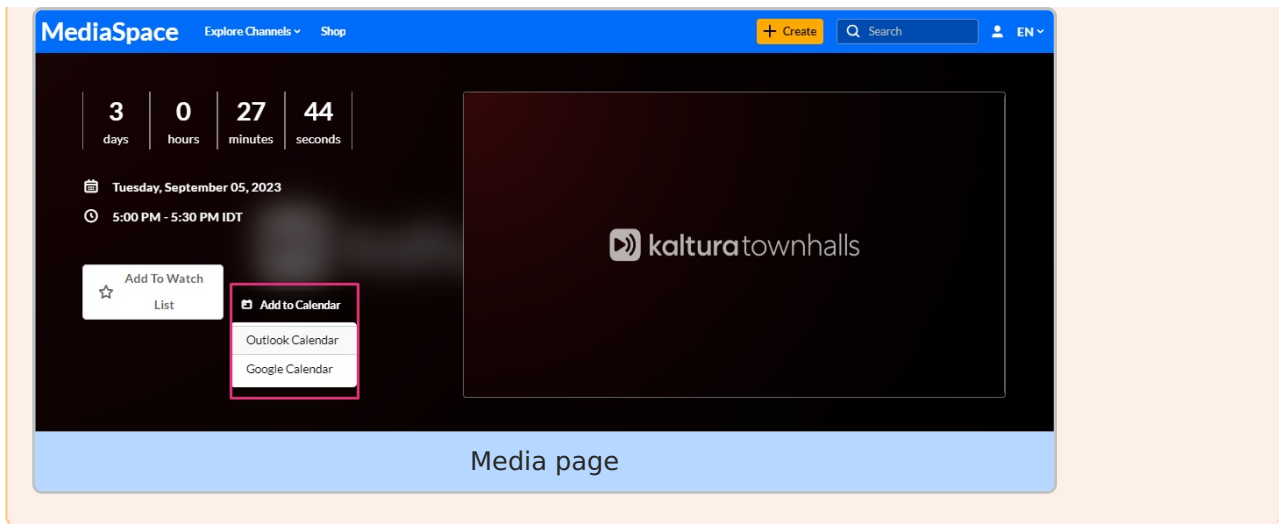 MediaSpace Explore Channels Shop + Create Search EN
3 0 27 44
days hours minutes seconds
Tuesday, September 05, 2023
5:00 PM - 5:30 PM IDT
kaltura townhalls
Add To Watch
List
Add to Calendar
Outlook Calendar
Google Calendar
Media page